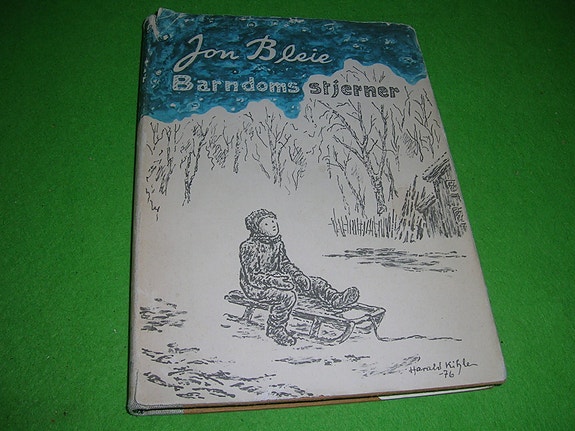 Jon Bleie
Barndoms stjerner
Harald Kihle
76